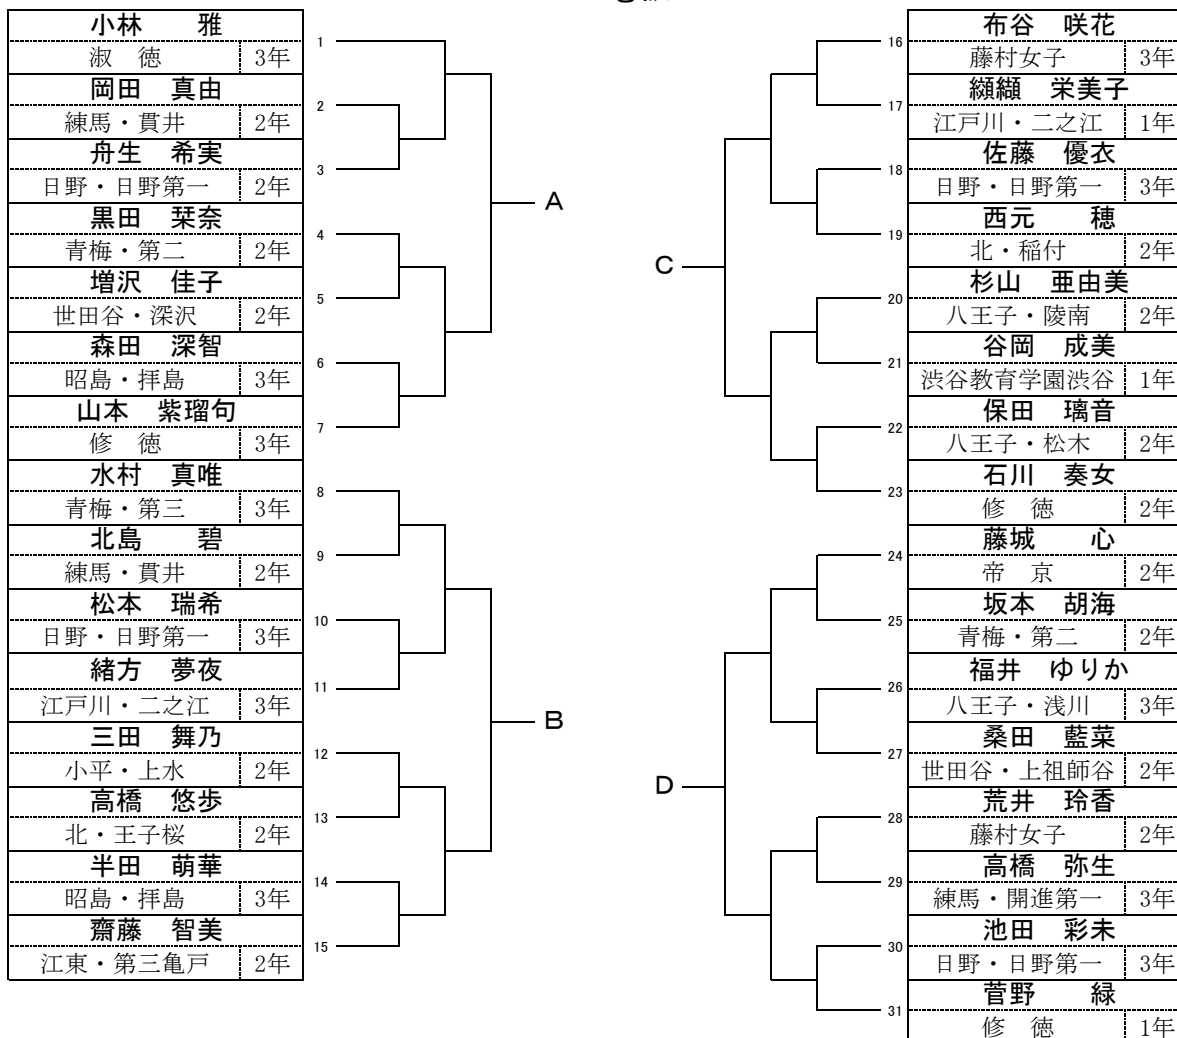 小林　雅
1
淑　徳 3年
岡田　真由
2
練馬・貫井 2年
舟生　希実
3
日野・日野第一 2年
A
黒田　栞奈
4
青梅・第二 2年
増沢　佳子
5
世田谷・深沢 2年
森田　深智
6
昭島・拝島 3年
山本　紫瑠句
7
修　徳 3年
水村　真唯
8
青梅・第三 3年
北島　碧
9
練馬・貫井 2年
松本　瑞希
10
日野・日野第一 3年
緒方　夢夜
11
江戸川・二之江 3年
B
三田　舞乃
12
小平・上水 2年
高橋　悠歩
13
北・王子桜 2年
半田　萌華
14
昭島・拝島 3年
齋藤　智美
15
江東・第三亀戸 2年
布谷　咲花
16
藤村女子 3年
纐纈　栄美子
17
江戸川・二之江 1年
佐藤　優衣
18
日野・日野第一 3年
西元　穂
19
北・稲付 2年
C
杉山　亜由美
20
八王子・陵南 2年
谷岡　成美
21
渋谷教育学園渋谷 1年
保田　璃音
22
八王子・松木 2年
石川　奏女
23
修　徳 2年
藤城　心
24
帝　京 2年
坂本　胡海
25
青梅・第二 2年
福井　ゆりか
26
八王子・浅川 3年
桑田　藍菜
27
世田谷・上祖師谷 2年
D
荒井　玲香
28
藤村女子 2年
高橋　弥生
29
練馬・開進第一 3年
池田　彩未
30
日野・日野第一 3年
菅野　緑
31
修　徳 1年